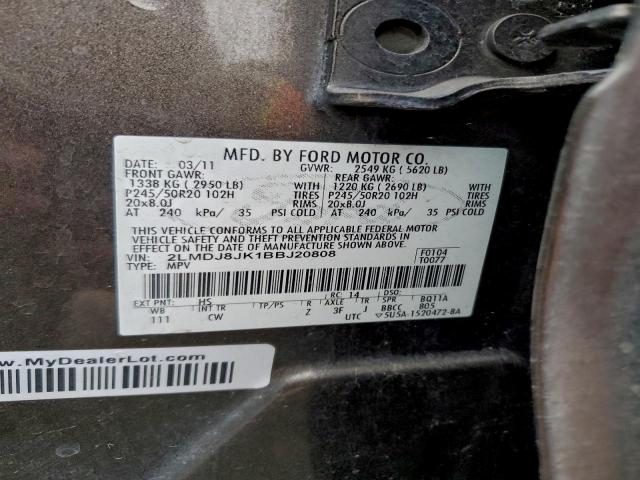 MFD. BY FORD MOTOR CO.
DATE: 03/11 GVWR: 2549 KG ( 5620 LB)
FRONT GAWR: REAR GAWR:
1338 KG ( 2950 LB) WITH 1220 KG ( 2690 LB) WITH
P245/50R20 102H TIRES P245/50R20 102H TIRES
20x8.0J RIMS 20x8.0J RIMS
AT 240 kPa/ 35 PSI COLD AT 240 kPa/ 35 PSI COLD
THIS VEHICLE CONFORMS TO ALL APPLICABLE FEDERAL MOTOR
VEHICLE SAFETY AND THEFT PREVENTION STANDARDS IN
EFFECT ON THE DATE OF MANUFACTURE SHOWN ABOVE.
VIN: 2LMDJ8JK1BBJ20808 F0104
TYPE: MPV T0077
EXT PNT: HS RC: 14 DSO:
WB INT TR TP/PS R AXLE TR SPR BQ11A
111 CW Z 3F J BBCC 805
UTC 5U5A-1520472-BA
www.MyDealerLot.com